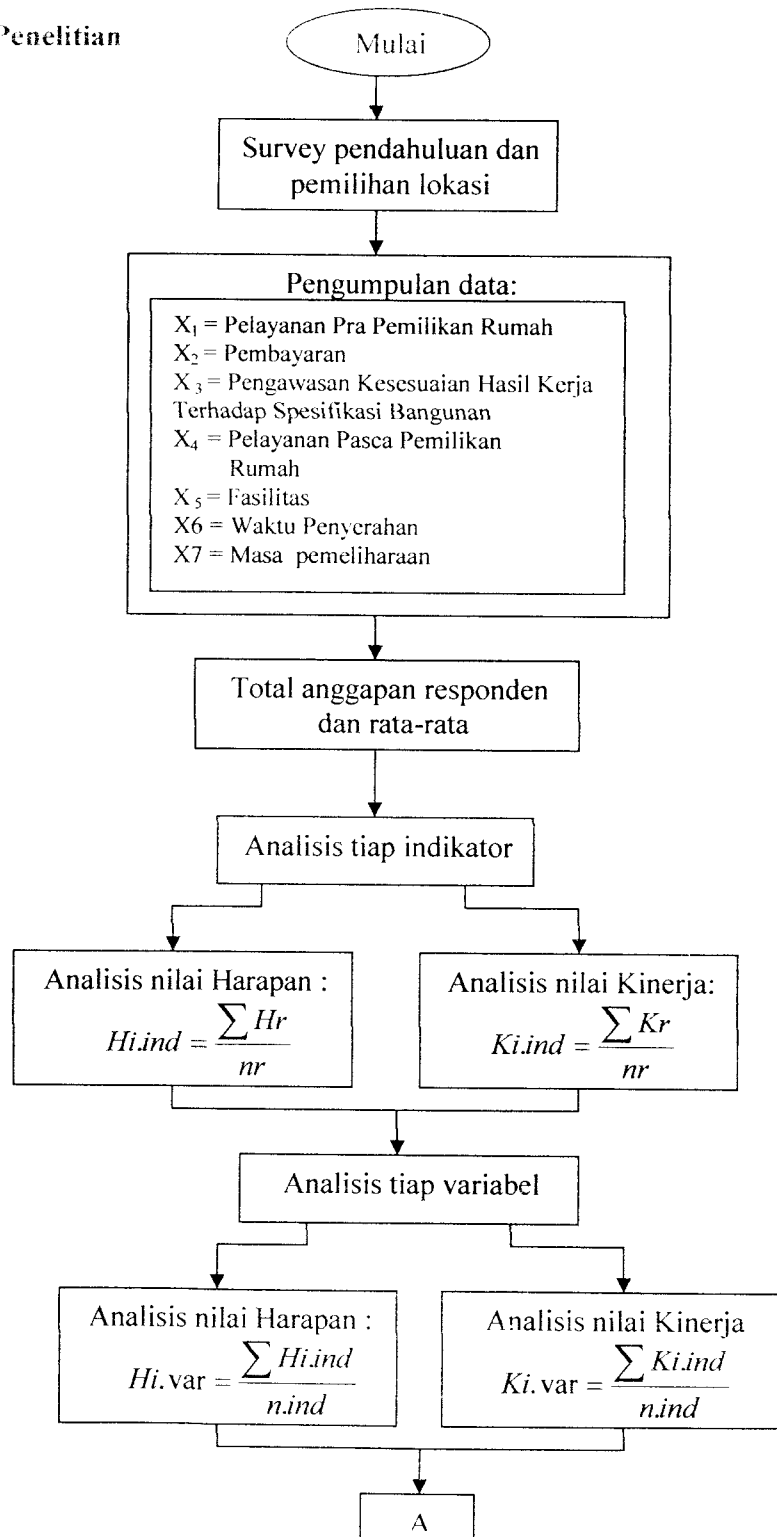 Penelitian
Mulai
Survey pendahuluan dan
pemilihan lokasi
Pengumpulan data:
X₁ = Pelayanan Pra Pemilikan Rumah
X₂ = Pembayaran
X ₃ = Pengawasan Kesesuaian Hasil Kerja
Terhadap Spesifikasi Bangunan
X₄ = Pelayanan Pasca Pemilikan
Rumah
X ₅ = Fasilitas
X6 = Waktu Penyerahan
X7 = Masa pemeliharaan
Total anggapan responden
dan rata-rata
Analisis tiap indikator
Analisis nilai Harapan :
Hi.ind = ∑ Hr / nr
Analisis nilai Kinerja:
Ki.ind = ∑ Kr / nr
Analisis tiap variabel
Analisis nilai Harapan :
Hi.var = ∑ Hi.ind / n.ind
Analisis nilai Kinerja
Ki.var = ∑ Ki.ind / n.ind
A